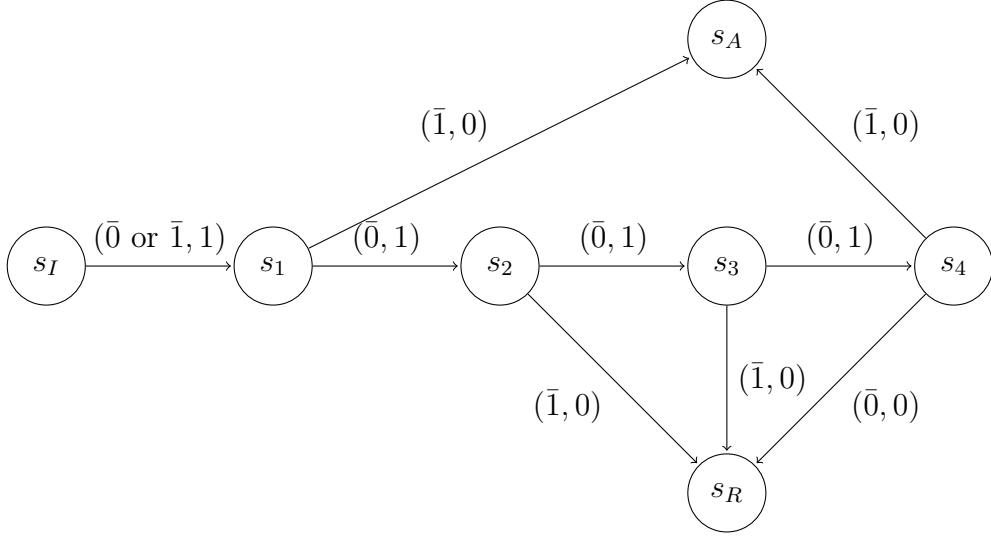 s_A
(1̄, 0)
(1̄, 0)
(0̄ or 1̄, 1)
(0̄, 1)
(0̄, 1)
(0̄, 1)
s_I
s_1
s_2
s_3
s_4
(1̄, 0)
(1̄, 0)
(0̄, 0)
s_R